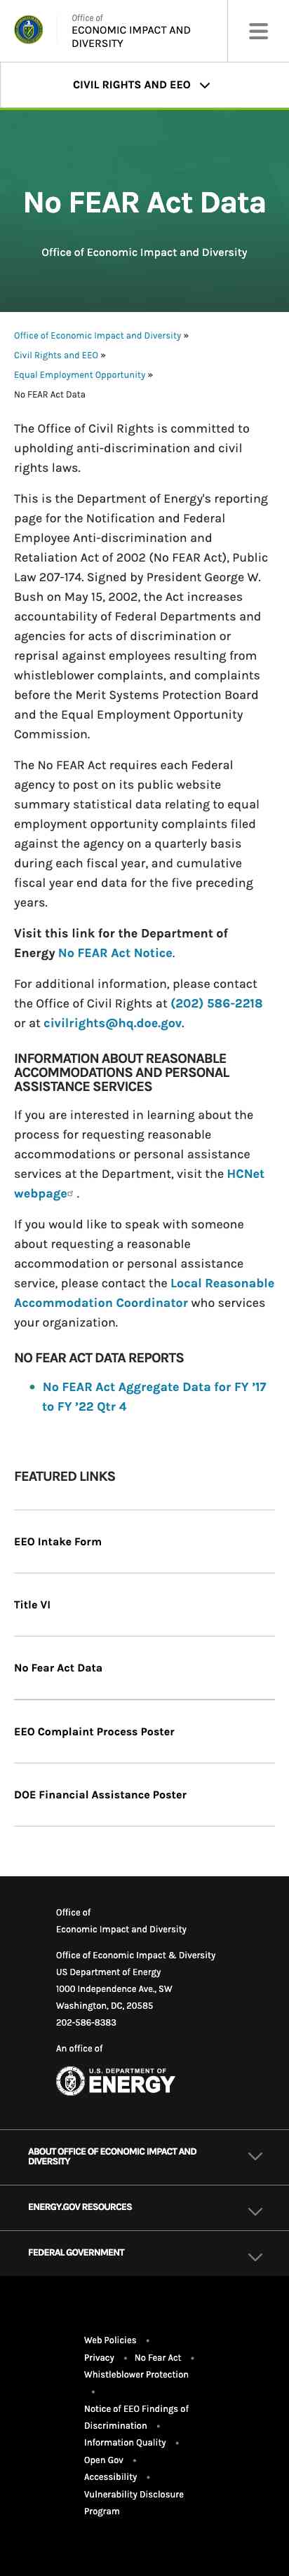 Office of
ECONOMIC IMPACT AND
DIVERSITY
CIVIL RIGHTS AND EEO
No FEAR Act Data
Office of Economic Impact and Diversity
Office of Economic Impact and Diversity »
Civil Rights and EEO »
Equal Employment Opportunity »
No FEAR Act Data
The Office of Civil Rights is committed to
upholding anti-discrimination and civil
rights laws.
This is the Department of Energy's reporting
page for the Notification and Federal
Employee Anti-discrimination and
Retaliation Act of 2002 (No FEAR Act), Public
Law 207-174. Signed by President George W.
Bush on May 15, 2002, the Act increases
accountability of Federal Departments and
agencies for acts of discrimination or
reprisal against employees resulting from
whistleblower complaints, and complaints
before the Merit Systems Protection Board
and the Equal Employment Opportunity
Commission.
The No FEAR Act requires each Federal
agency to post on its public website
summary statistical data relating to equal
employment opportunity complaints filed
against the agency on a quarterly basis
during each fiscal year, and cumulative
fiscal year end data for the five preceding
years.
Visit this link for the Department of
Energy No FEAR Act Notice.
For additional information, please contact
the Office of Civil Rights at (202) 586-2218
or at civilrights@hq.doe.gov.
INFORMATION ABOUT REASONABLE
ACCOMMODATIONS AND PERSONAL
ASSISTANCE SERVICES
If you are interested in learning about the
process for requesting reasonable
accommodations or personal assistance
services at the Department, visit the HCNet
webpage .
If you would like to speak with someone
about requesting a reasonable
accommodation or personal assistance
service, please contact the Local Reasonable
Accommodation Coordinator who services
your organization.
NO FEAR ACT DATA REPORTS
• No FEAR Act Aggregate Data for FY ’17
to FY ’22 Qtr 4
FEATURED LINKS
EEO Intake Form
Title VI
No Fear Act Data
EEO Complaint Process Poster
DOE Financial Assistance Poster
Office of
Economic Impact and Diversity
Office of Economic Impact & Diversity
US Department of Energy
1000 Independence Ave., SW
Washington, DC, 20585
202-586-8383
An office of
U.S. DEPARTMENT OF
ENERGY
ABOUT OFFICE OF ECONOMIC IMPACT AND
DIVERSITY
ENERGY.GOV RESOURCES
FEDERAL GOVERNMENT
Web Policies •
Privacy • No Fear Act •
Whistleblower Protection
•
Notice of EEO Findings of
Discrimination •
Information Quality •
Open Gov •
Accessibility •
Vulnerability Disclosure
Program